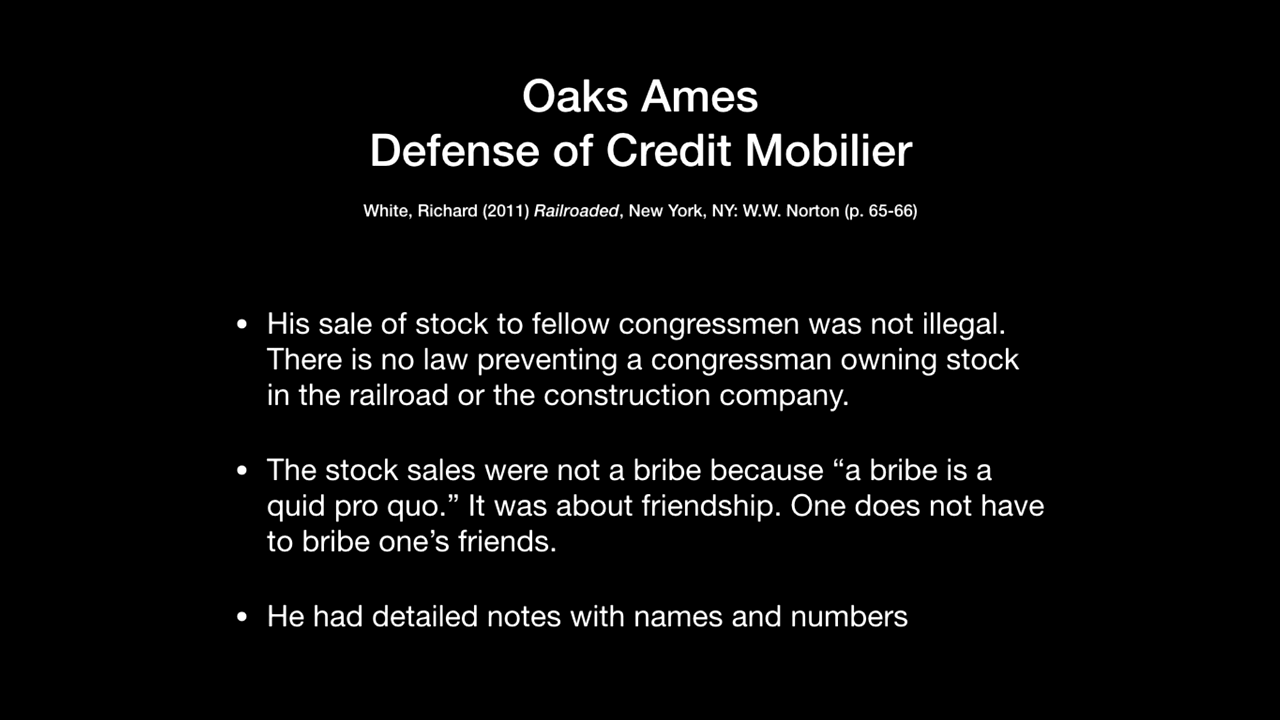 Oaks Ames
Defense of Credit Mobilier
White, Richard (2011) Railroaded, New York, NY: W.W. Norton (p. 65-66)
• His sale of stock to fellow congressmen was not illegal.
There is no law preventing a congressman owning stock
in the railroad or the construction company.
• The stock sales were not a bribe because “a bribe is a
quid pro quo.” It was about friendship. One does not have
to bribe one’s friends.
• He had detailed notes with names and numbers